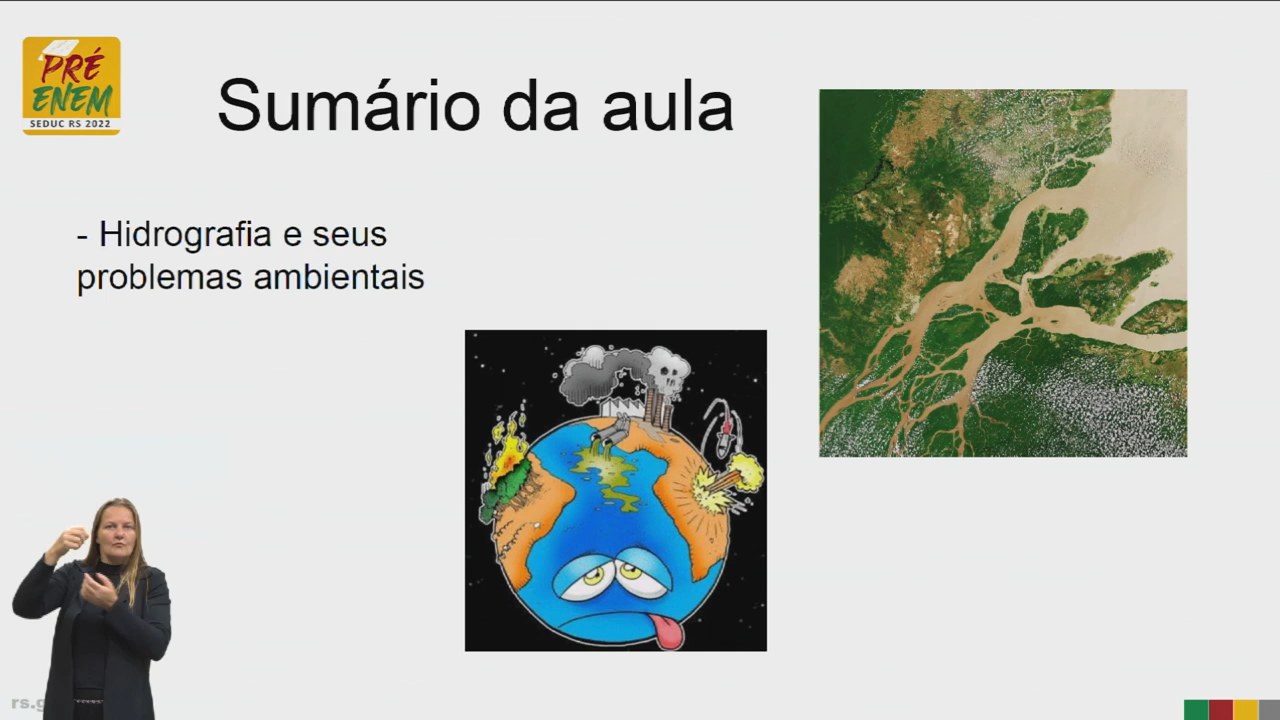 PRÉ
ENEM
SEDUC RS 2022
Sumário da aula
- Hidrografia e seus
problemas ambientais